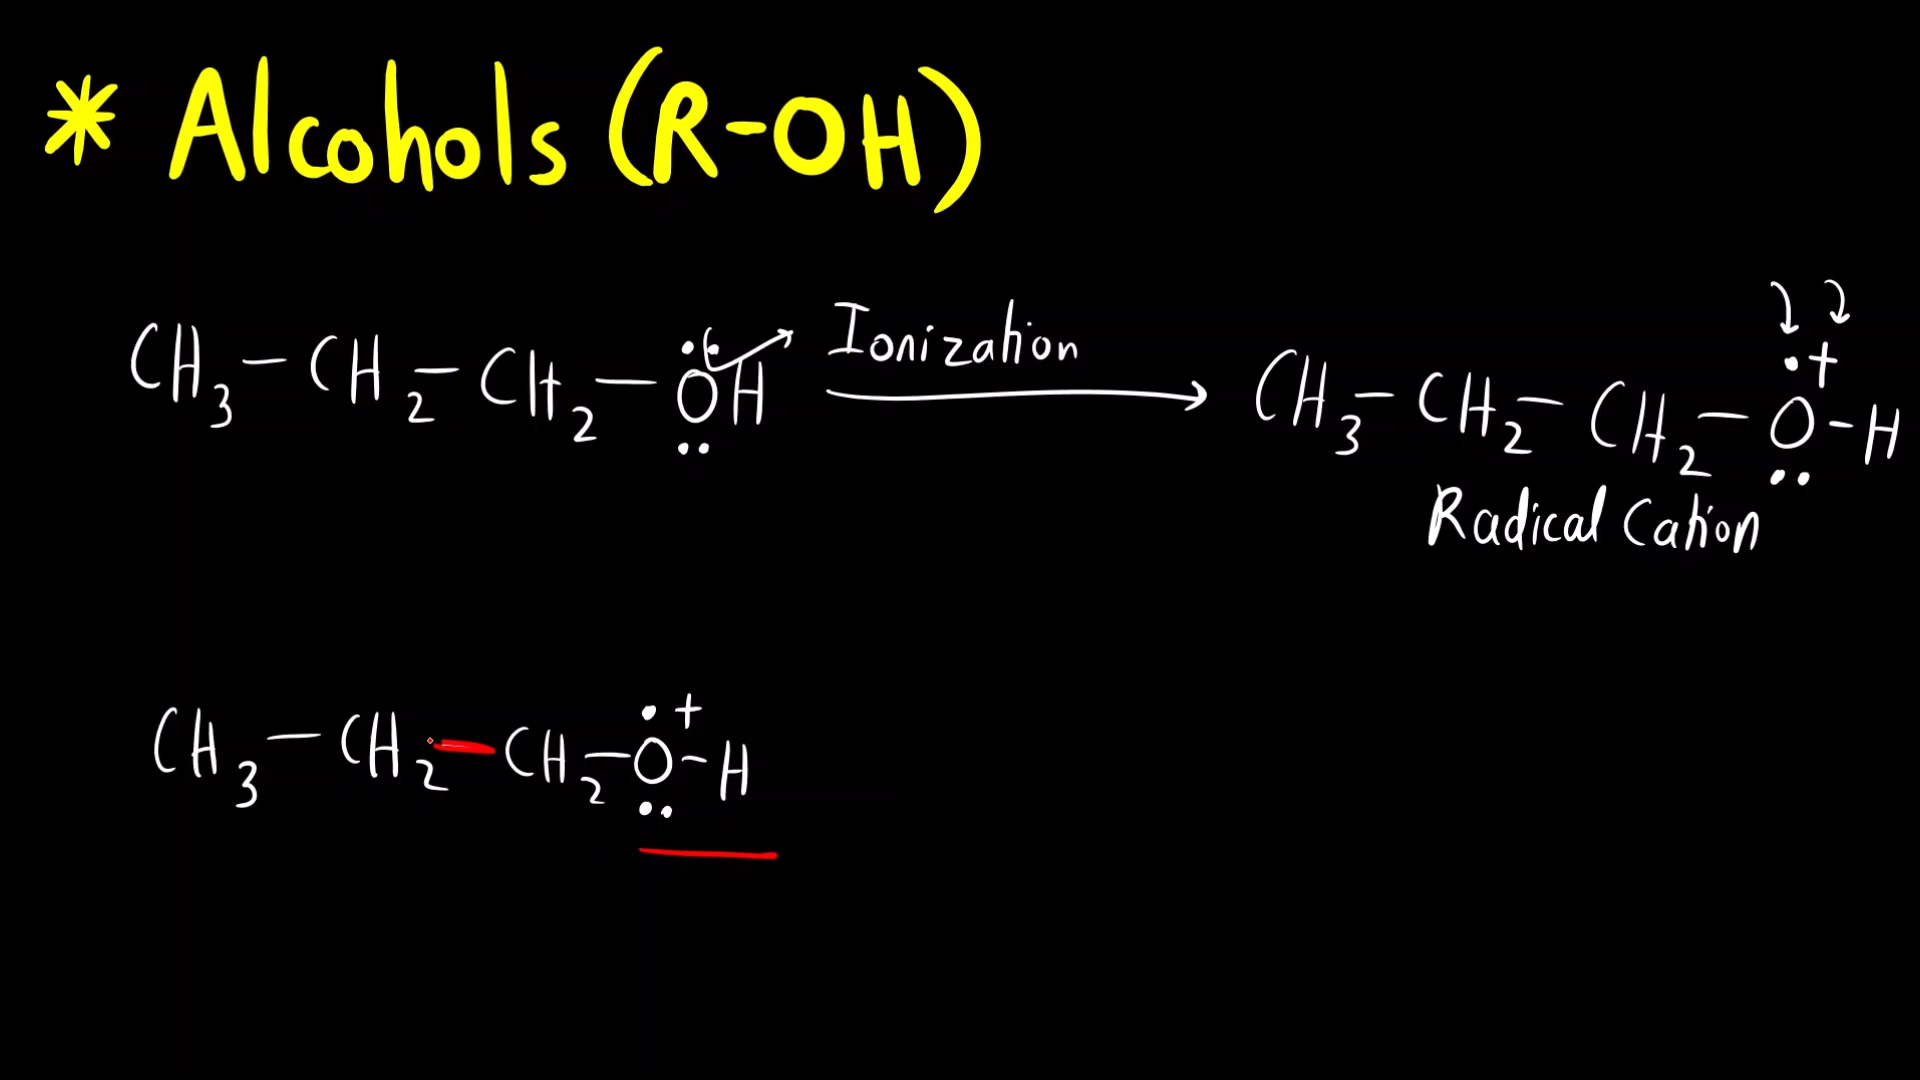 * Alcohols (R-OH)
CH₃ – CH₂ – CH₂ – OH Ionization CH₃ – CH₂ – CH₂ – O – H
•+
Radical Cation
• +
CH₃ – CH₂ – CH₂ – O – H